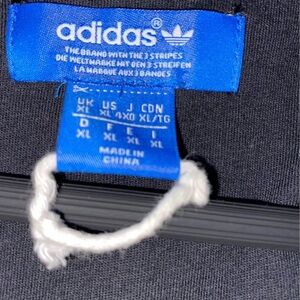 adidas®
THE BRAND WITH THE 3 STRIPES
DIE WELTMARKE MIT DEN 3 STREIFEN
LA MARQUE AUX 3 BANDES
UK US J CDN
XL XL 4XO XL/TG
D F E I
XL XL XL XL
MADE IN
CHINA